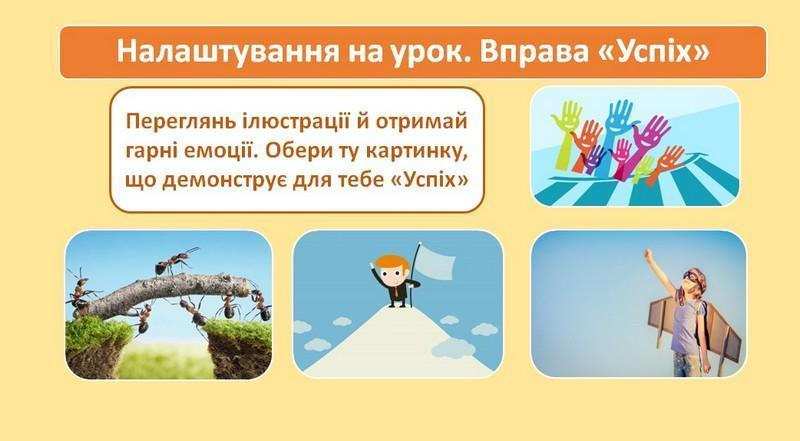 Налаштування на урок. Вправа «Успіх»
Переглянь ілюстрації й отримай
гарні емоції. Обери ту картинку,
що демонструє для тебе «Успіх»